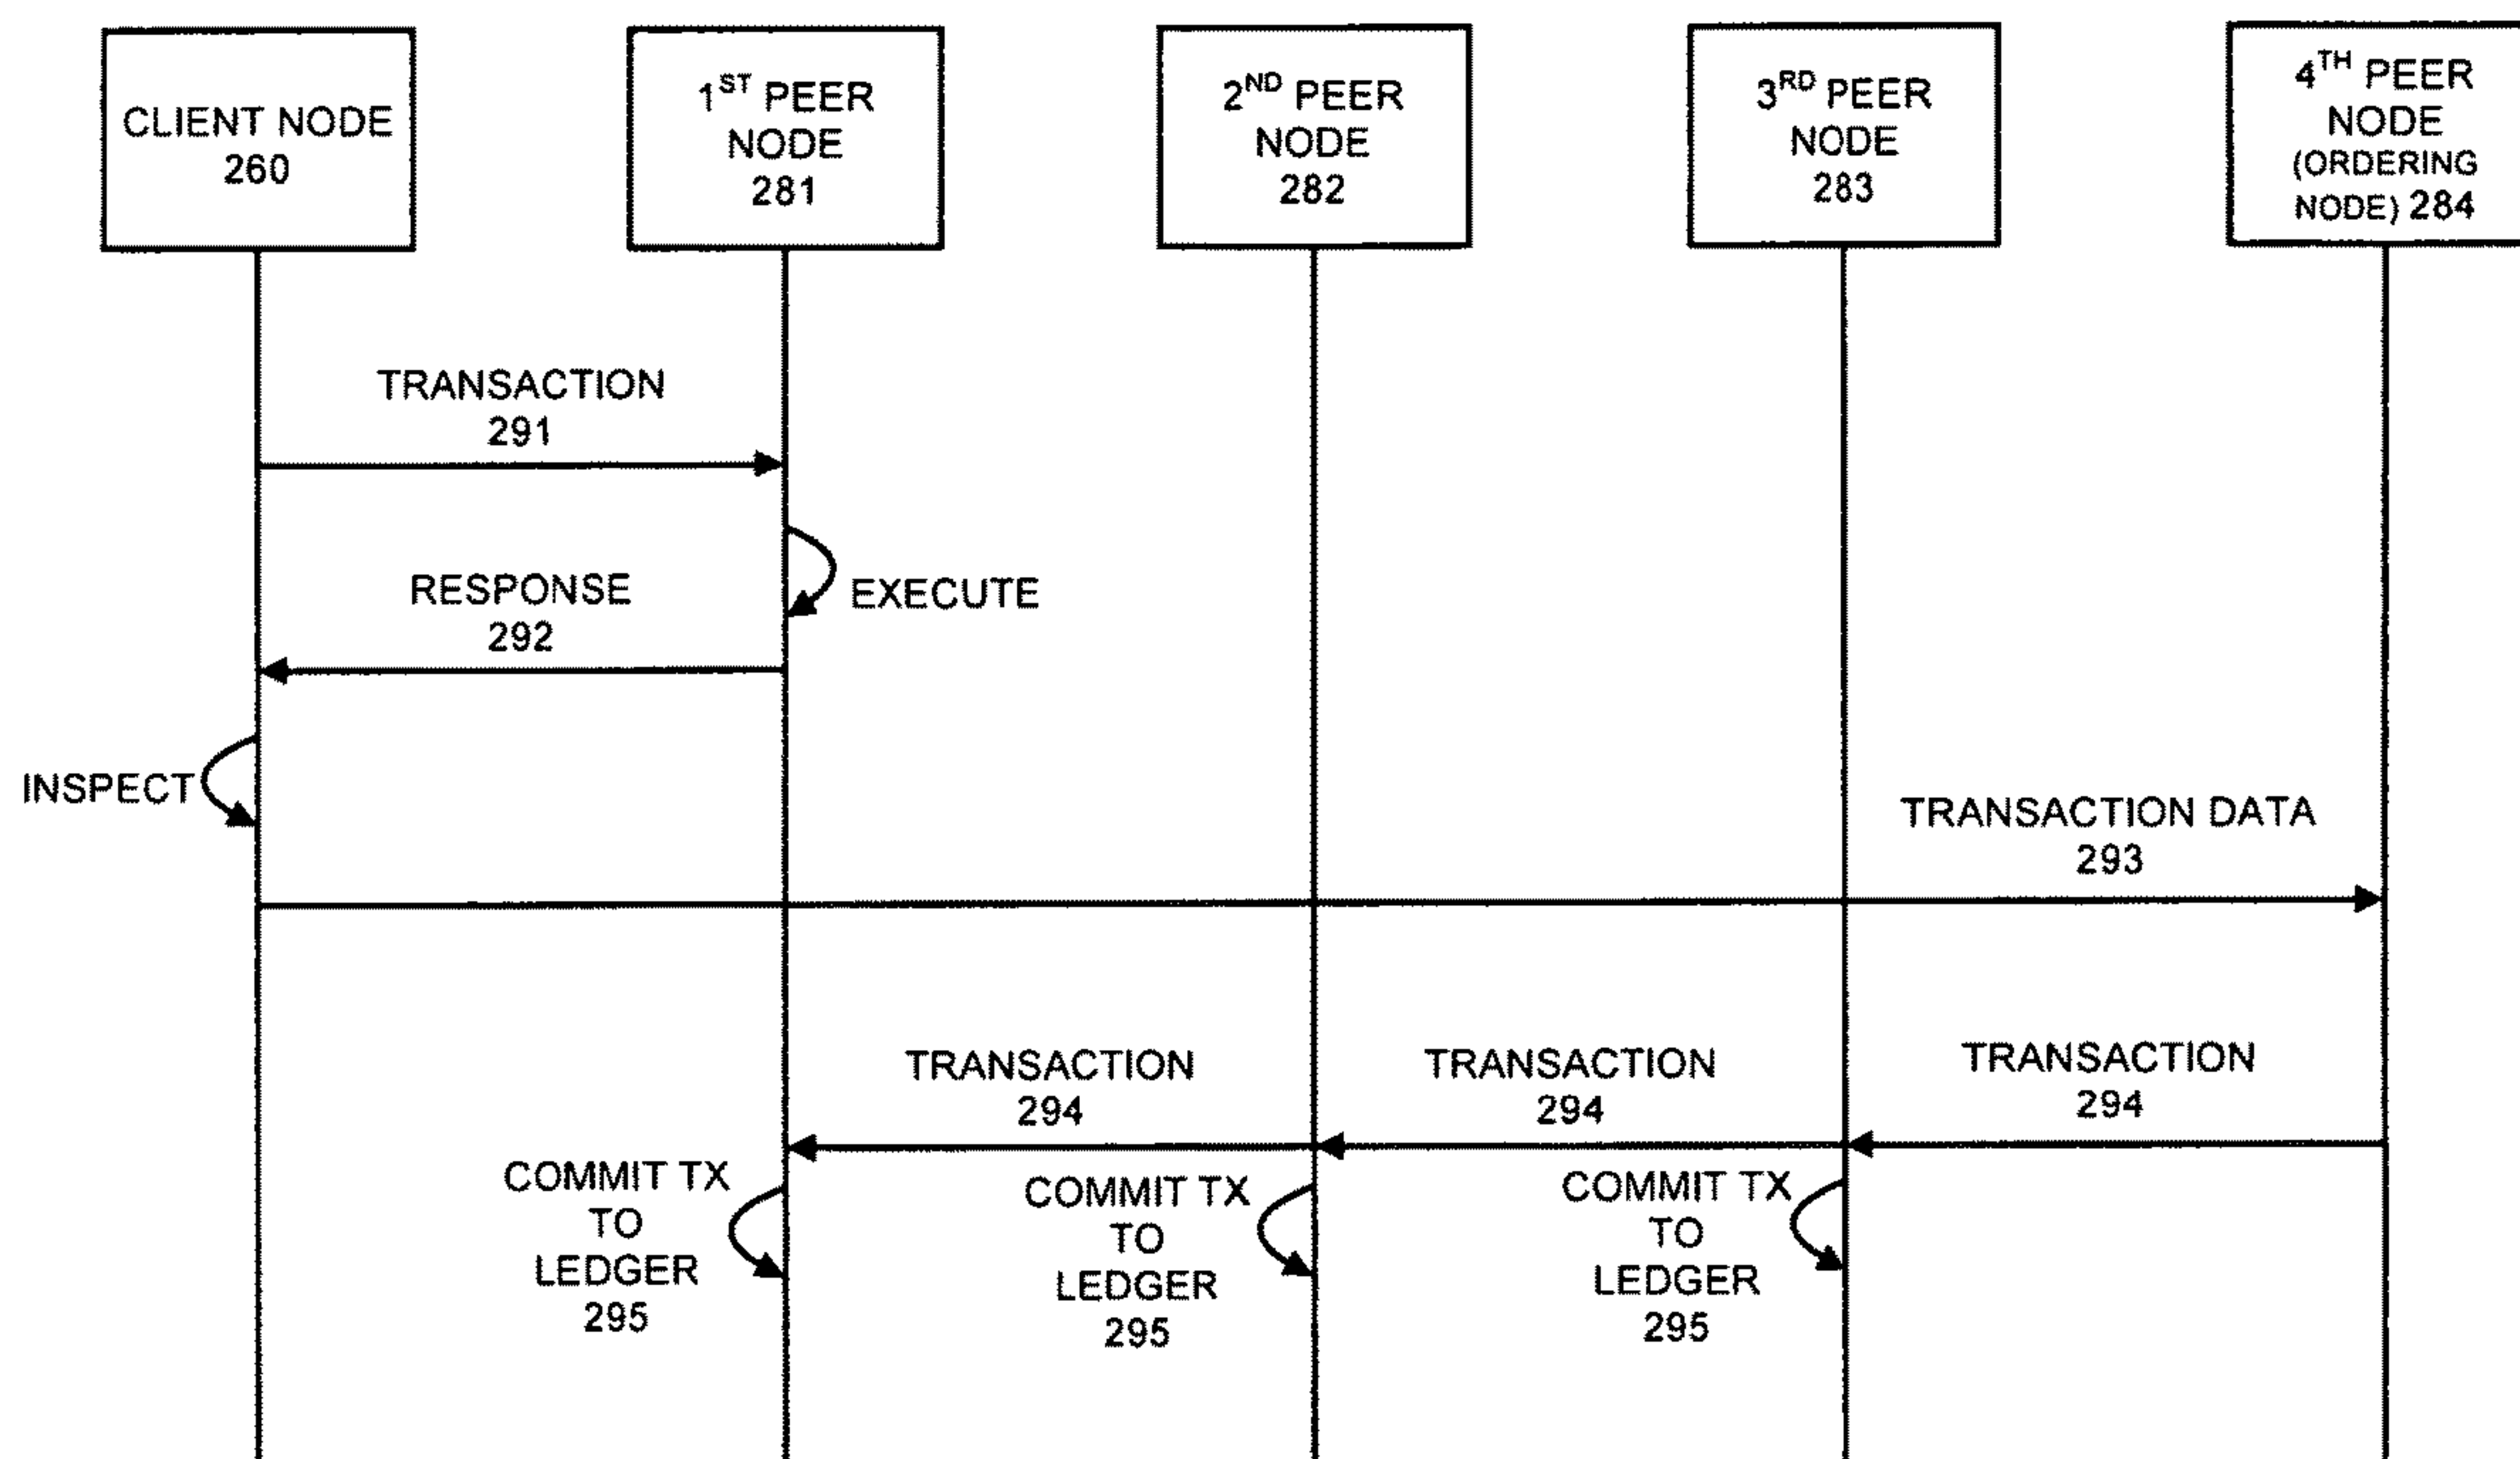 CLIENT NODE
260
1ST PEER
NODE
281
2ND PEER
NODE
282
3RD PEER
NODE
283
4TH PEER
NODE
(ORDERING
NODE) 284
TRANSACTION
291
EXECUTE
RESPONSE
292
INSPECT
TRANSACTION DATA
293
TRANSACTION
294
TRANSACTION
294
TRANSACTION
294
COMMIT TX
TO
LEDGER
295
COMMIT TX
TO
LEDGER
295
COMMIT TX
TO
LEDGER
295